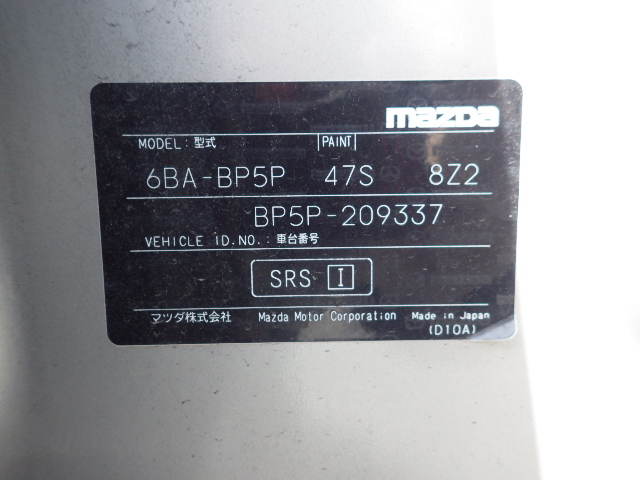 mazda
MODEL: 型式 PAINT
6BA-BP5P 47S 8Z2
BP5P-209337
VEHICLE ID.NO.: 車台番号
SRS I
マツダ株式会社 Mazda Motor Corporation Made in Japan
(D10A)